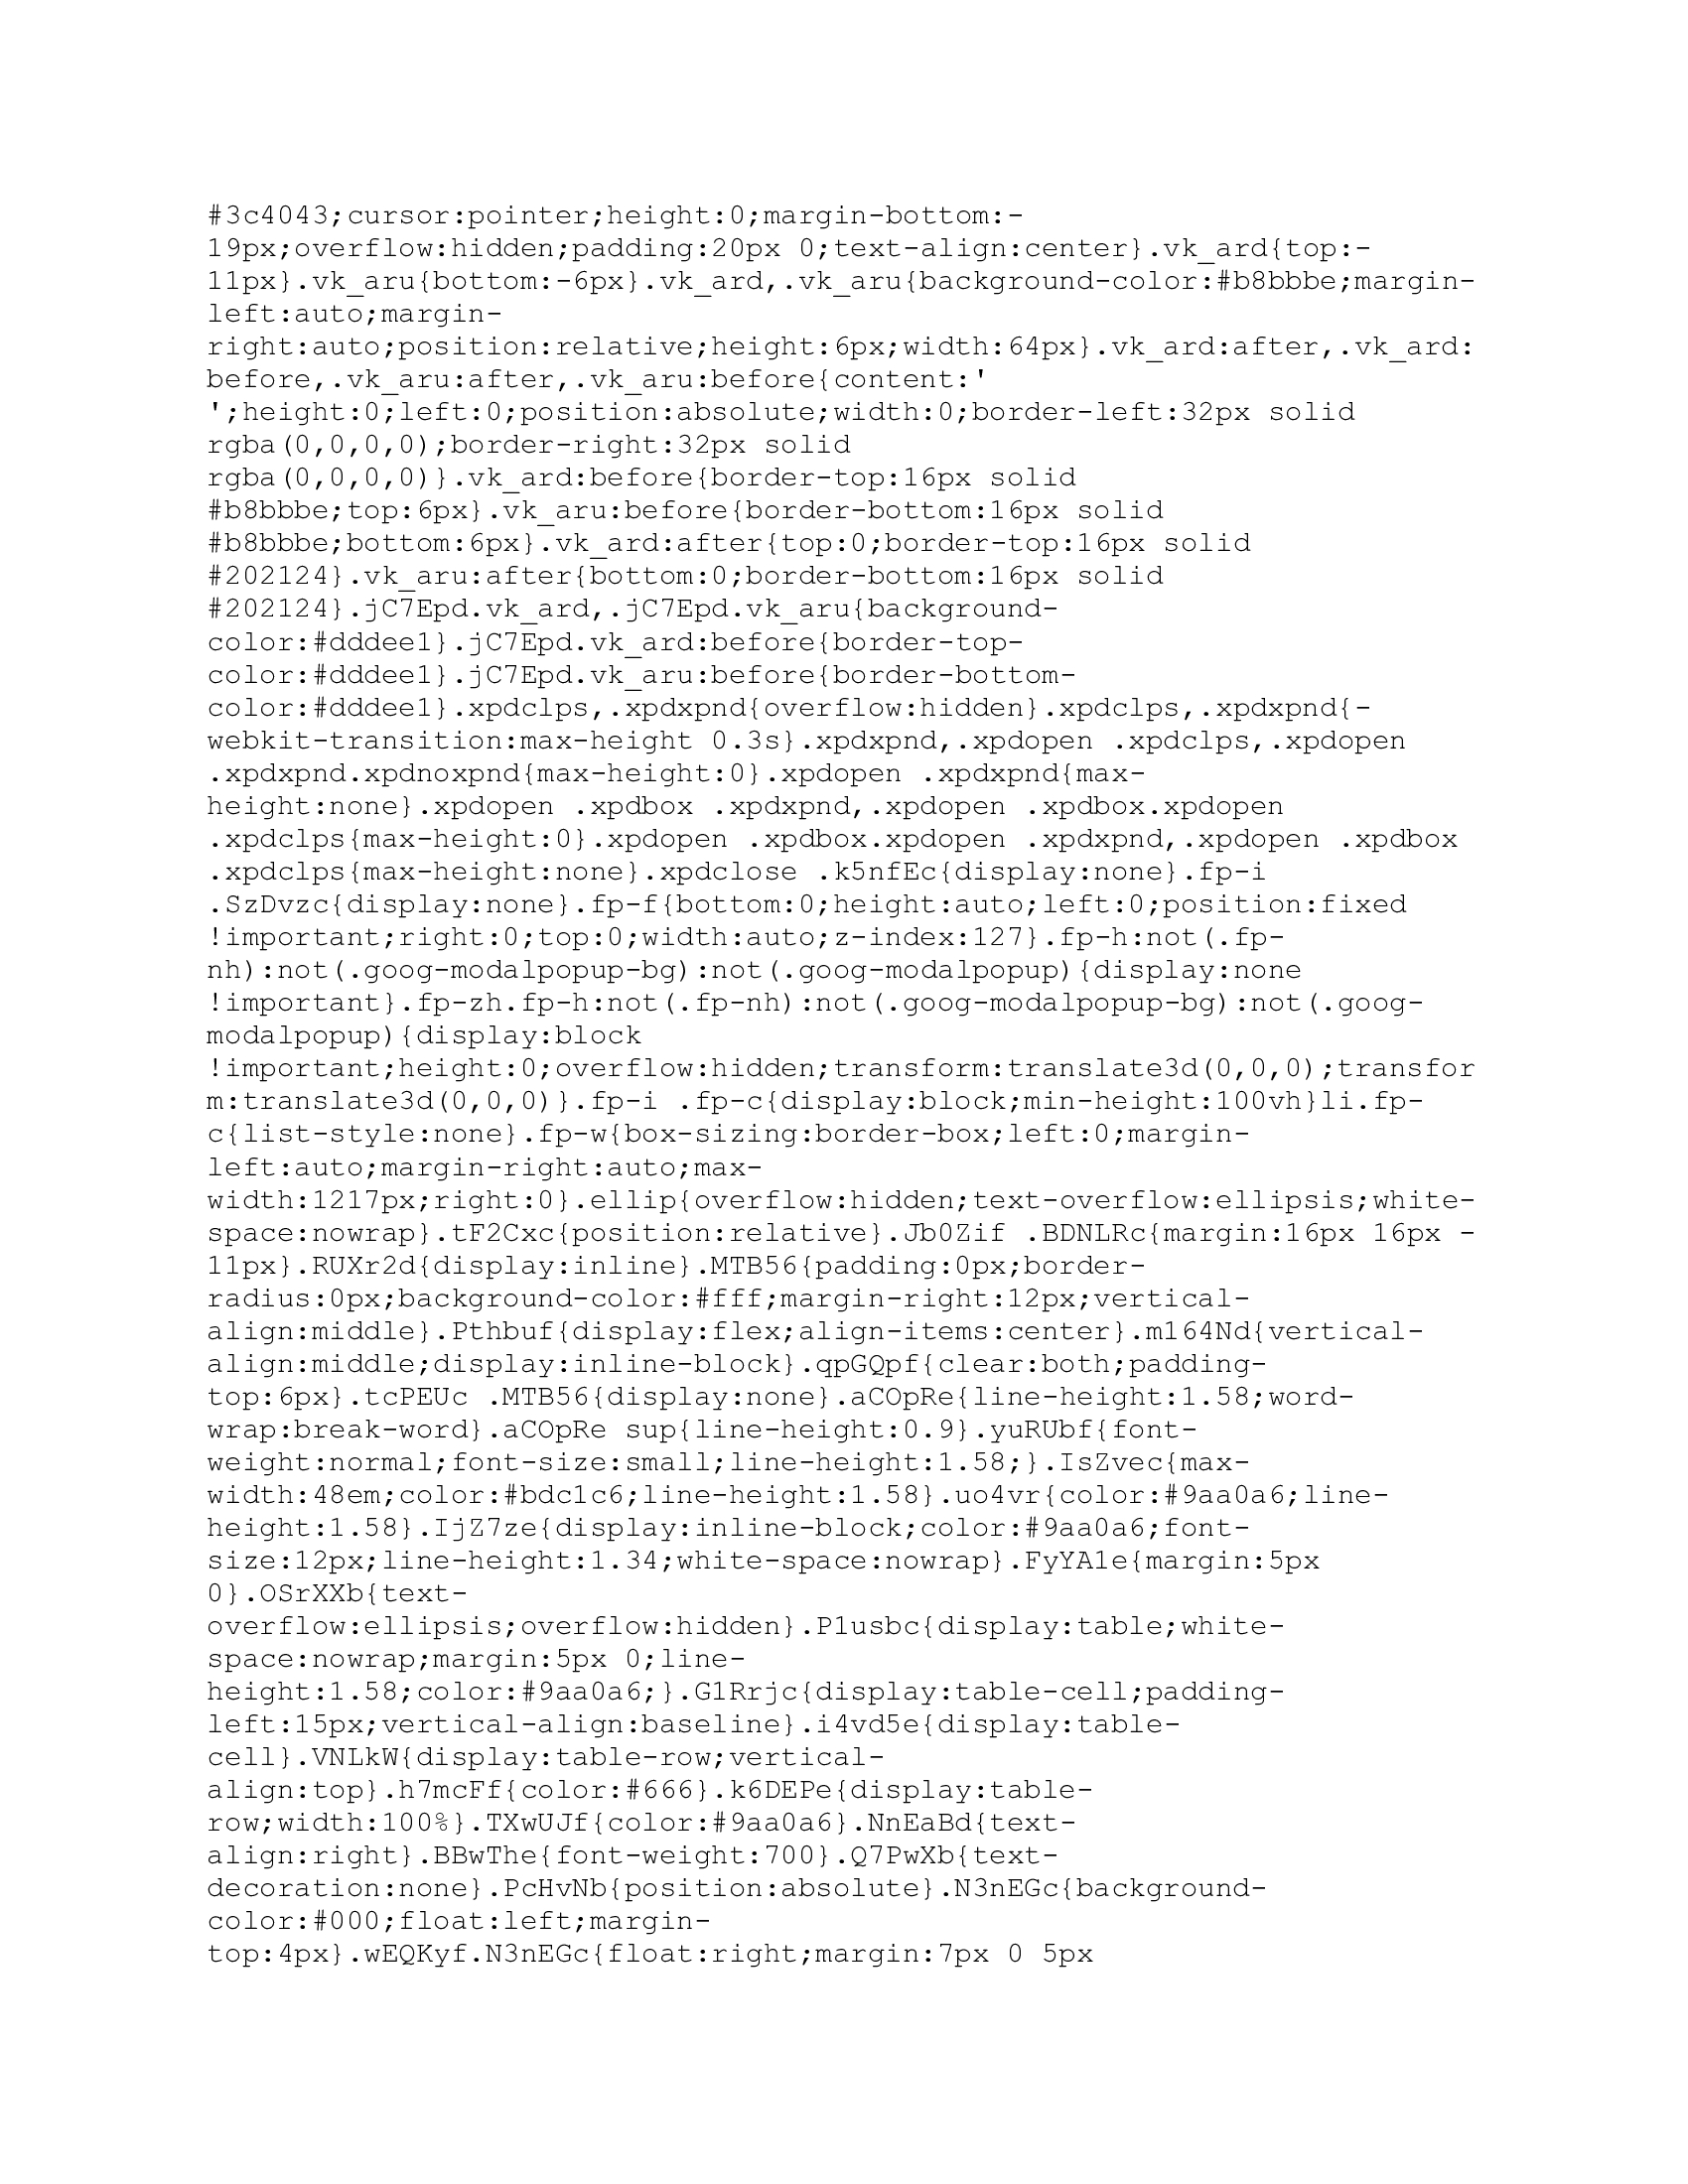 #3c4043;cursor:pointer;height:0;margin-bottom:-
19px;overflow:hidden;padding:20px 0;text-align:center}.vk_ard{top:-
11px}.vk_aru{bottom:-6px}.vk_ard,.vk_aru{background-color:#b8bbbe;margin-
left:auto;margin-
right:auto;position:relative;height:6px;width:64px}.vk_ard:after,.vk_ard:
before,.vk_aru:after,.vk_aru:before{content:'
';height:0;left:0;position:absolute;width:0;border-left:32px solid
rgba(0,0,0,0);border-right:32px solid
rgba(0,0,0,0)}.vk_ard:before{border-top:16px solid
#b8bbbe;top:6px}.vk_aru:before{border-bottom:16px solid
#b8bbbe;bottom:6px}.vk_ard:after{top:0;border-top:16px solid
#202124}.vk_aru:after{bottom:0;border-bottom:16px solid
#202124}.jC7Epd.vk_ard,.jC7Epd.vk_aru{background-
color:#dddee1}.jC7Epd.vk_ard:before{border-top-
color:#dddee1}.jC7Epd.vk_aru:before{border-bottom-
color:#dddee1}.xpdclps,.xpdxpnd{overflow:hidden}.xpdclps,.xpdxpnd{-
webkit-transition:max-height 0.3s}.xpdxpnd,.xpdopen .xpdclps,.xpdopen
.xpdxpnd.xpdnoxpnd{max-height:0}.xpdopen .xpdxpnd{max-
height:none}.xpdopen .xpdbox .xpdxpnd,.xpdopen .xpdbox.xpdopen
.xpdclps{max-height:0}.xpdopen .xpdbox.xpdopen .xpdxpnd,.xpdopen .xpdbox
.xpdclps{max-height:none}.xpdclose .k5nfEc{display:none}.fp-i
.SzDvzc{display:none}.fp-f{bottom:0;height:auto;left:0;position:fixed
!important;right:0;top:0;width:auto;z-index:127}.fp-h:not(.fp-
nh):not(.goog-modalpopup-bg):not(.goog-modalpopup){display:none
!important}.fp-zh.fp-h:not(.fp-nh):not(.goog-modalpopup-bg):not(.goog-
modalpopup){display:block
!important;height:0;overflow:hidden;transform:translate3d(0,0,0);transfor
m:translate3d(0,0,0)}.fp-i .fp-c{display:block;min-height:100vh}li.fp-
c{list-style:none}.fp-w{box-sizing:border-box;left:0;margin-
left:auto;margin-right:auto;max-
width:1217px;right:0}.ellip{overflow:hidden;text-overflow:ellipsis;white-
space:nowrap}.tF2Cxc{position:relative}.Jb0Zif .BDNLRc{margin:16px 16px -
11px}.RUXr2d{display:inline}.MTB56{padding:0px;border-
radius:0px;background-color:#fff;margin-right:12px;vertical-
align:middle}.Pthbuf{display:flex;align-items:center}.m164Nd{vertical-
align:middle;display:inline-block}.qpGQpf{clear:both;padding-
top:6px}.tcPEUc .MTB56{display:none}.aCOpRe{line-height:1.58;word-
wrap:break-word}.aCOpRe sup{line-height:0.9}.yuRUbf{font-
weight:normal;font-size:small;line-height:1.58;}.IsZvec{max-
width:48em;color:#bdc1c6;line-height:1.58}.uo4vr{color:#9aa0a6;line-
height:1.58}.IjZ7ze{display:inline-block;color:#9aa0a6;font-
size:12px;line-height:1.34;white-space:nowrap}.FyYA1e{margin:5px
0}.OSrXXb{text-
overflow:ellipsis;overflow:hidden}.P1usbc{display:table;white-
space:nowrap;margin:5px 0;line-
height:1.58;color:#9aa0a6;}.G1Rrjc{display:table-cell;padding-
left:15px;vertical-align:baseline}.i4vd5e{display:table-
cell}.VNLkW{display:table-row;vertical-
align:top}.h7mcFf{color:#666}.k6DEPe{display:table-
row;width:100%}.TXwUJf{color:#9aa0a6}.NnEaBd{text-
align:right}.BBwThe{font-weight:700}.Q7PwXb{text-
decoration:none}.PcHvNb{position:absolute}.N3nEGc{background-
color:#000;float:left;margin-
top:4px}.wEQKyf.N3nEGc{float:right;margin:7px 0 5px